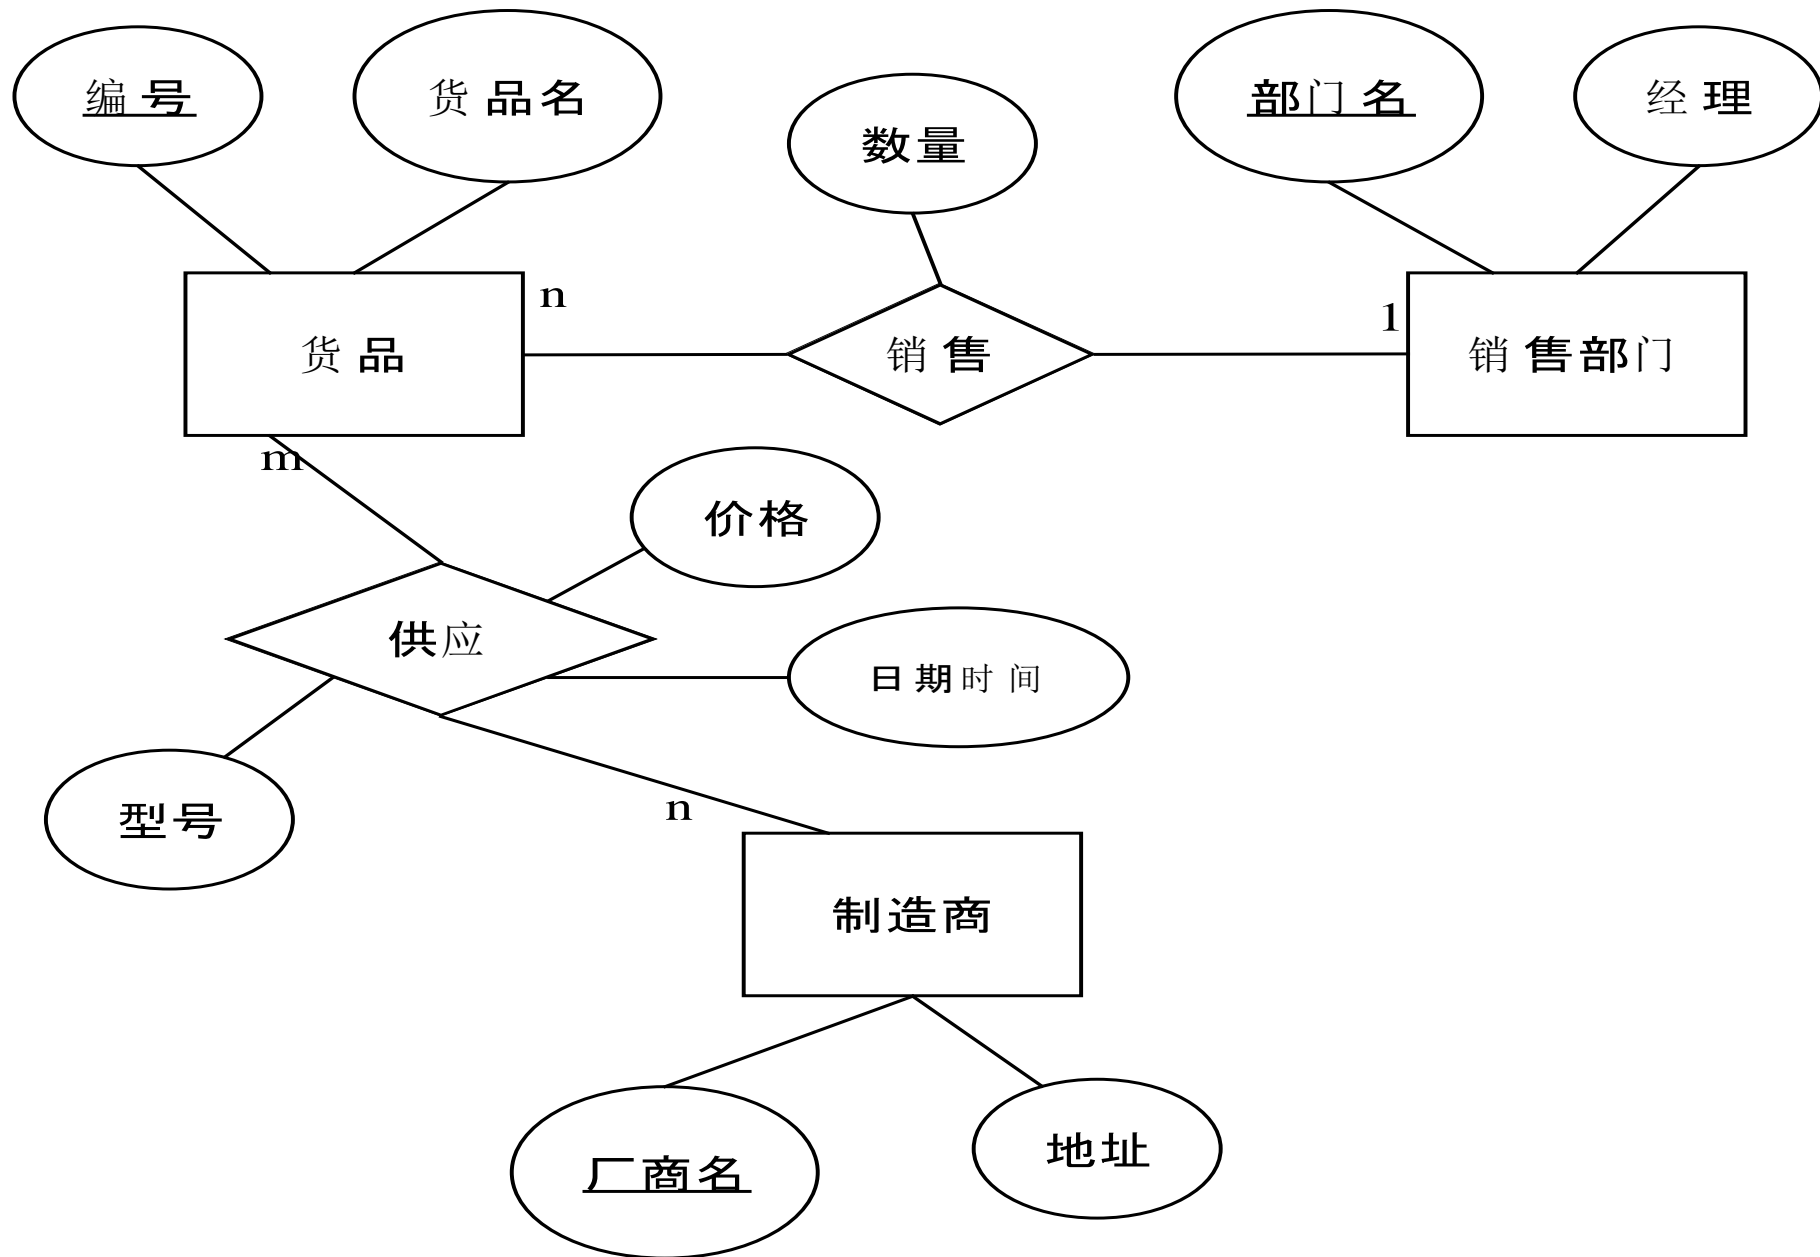 编号
货品名
数量
部门名
经理
n
1
货品
销售
销售部门
m
价格
供应
日期时间
型号
n
制造商
厂商名
地址